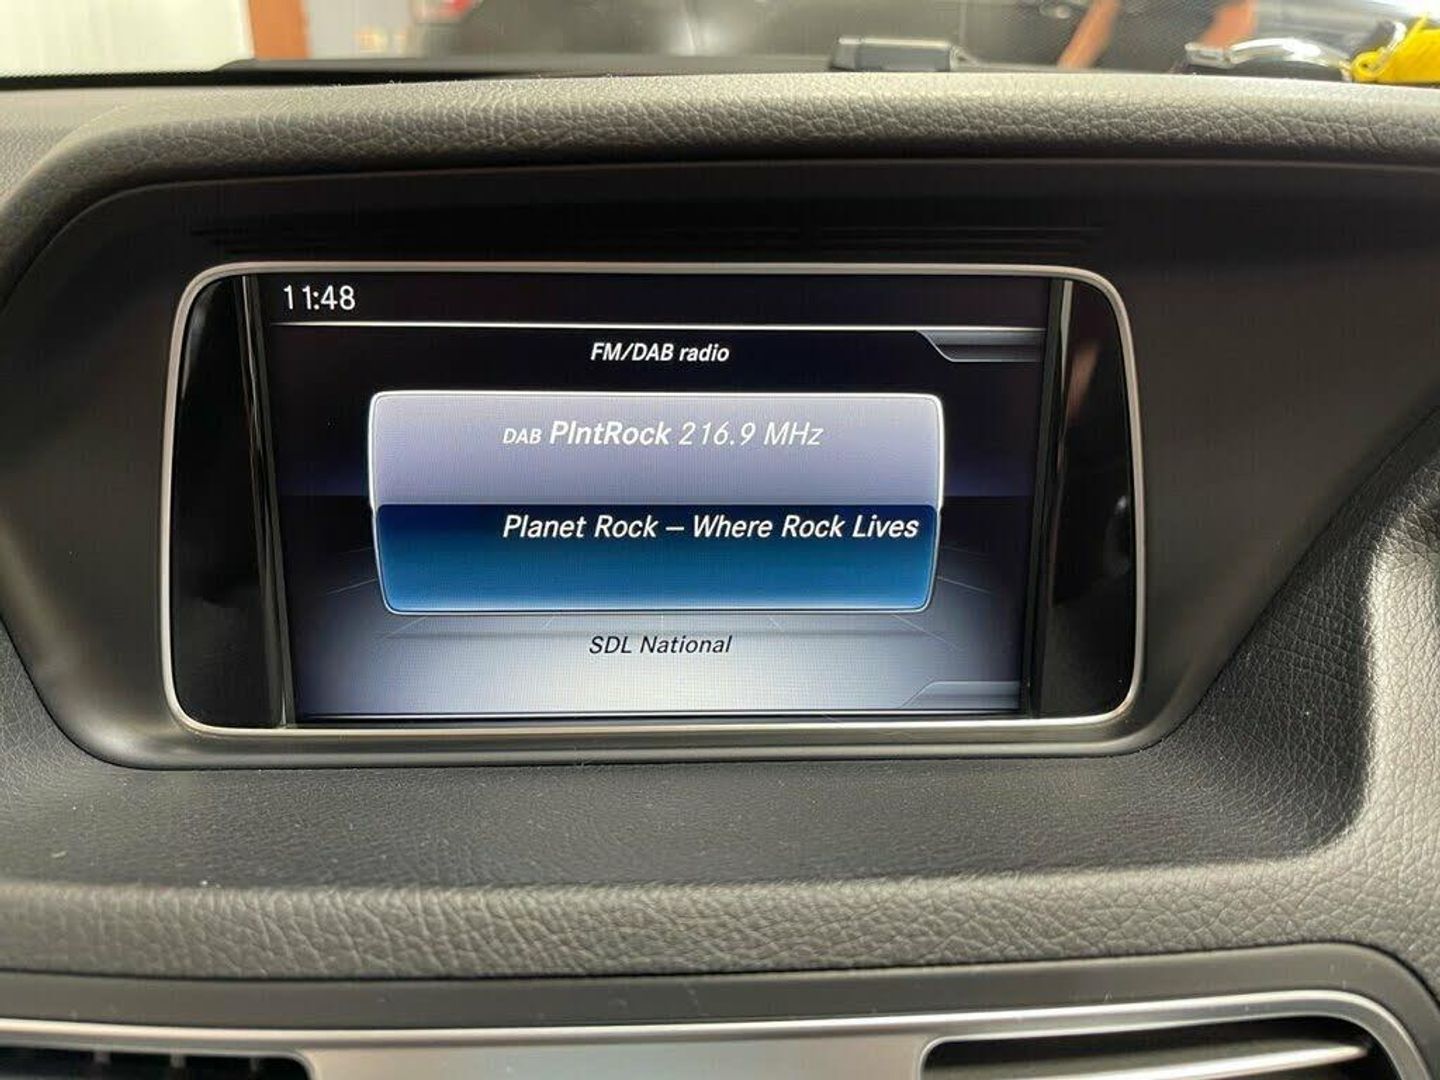 11:48
FM/DAB radio
DAB PlntRock 216.9 MHz
Planet Rock – Where Rock Lives
SDL National